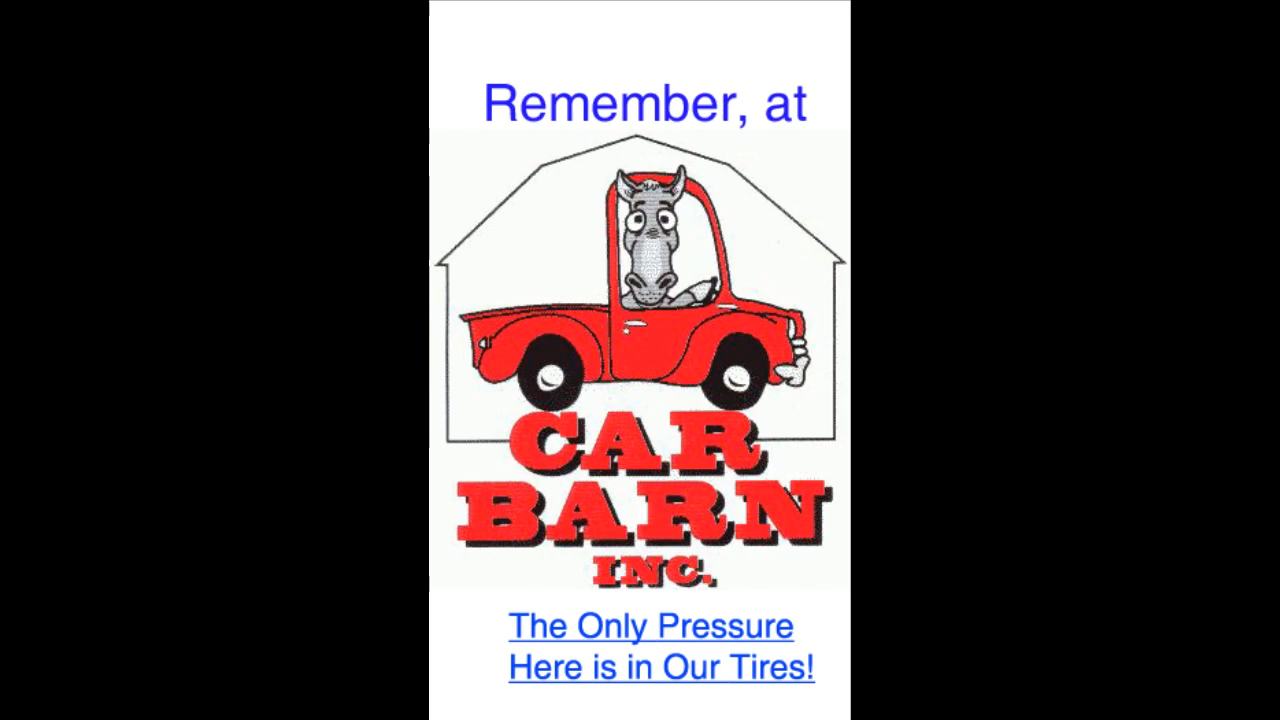 Remember, at
CAR
BARN
INC.
The Only Pressure
Here is in Our Tires!